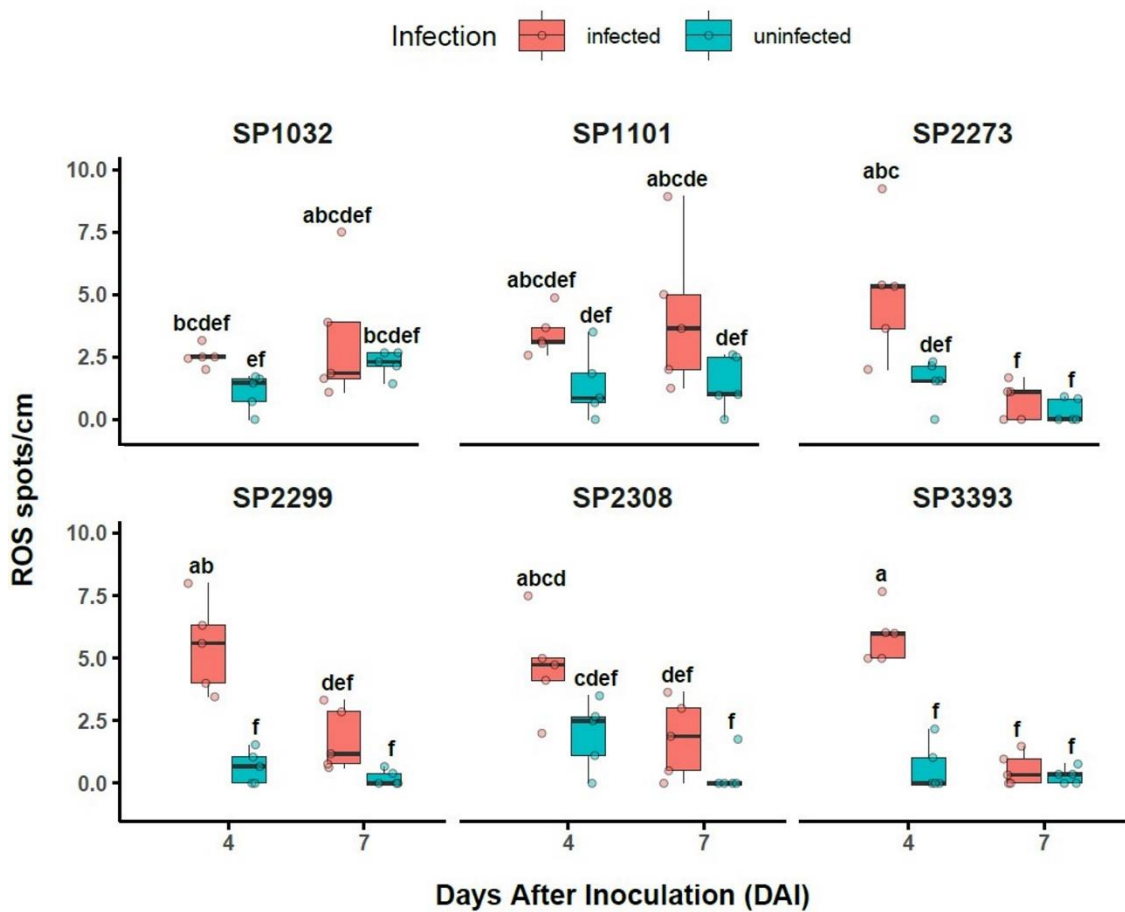 Infection infected uninfected
SP1032 SP1101 SP2273
ROS spots/cm
10.0
7.5
5.0
2.5
0.0
bcdef ef abcdef bcdef
abcdef def abcde def
abc def f f
SP2299 SP2308 SP3393
10.0
7.5
5.0
2.5
0.0
ab f def f
abcd cdef def f
a f f f
4 7 4 7 4 7
Days After Inoculation (DAI)